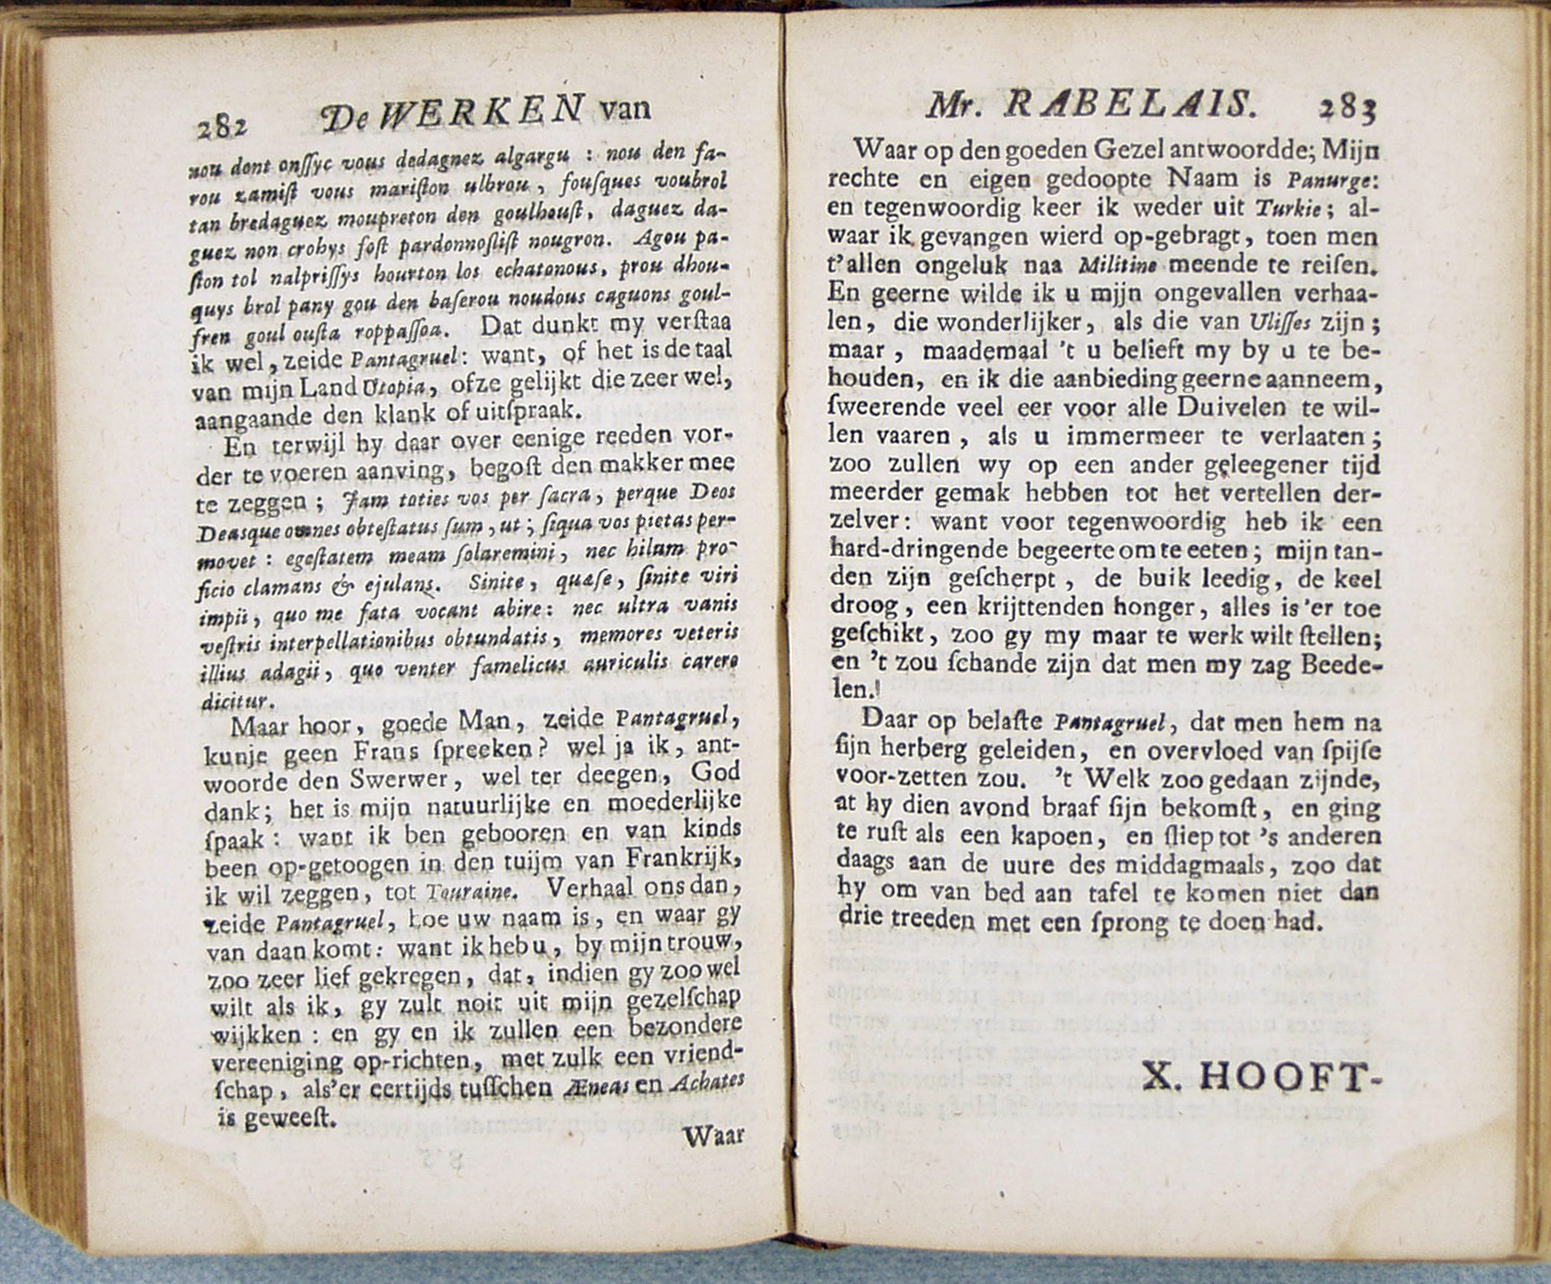 282 De WERKEN van
nou dont onſſyc vous dedagnez algargu : nou den fa-
rou zamiſt vous mariſton ulbrou, fouſques voubrol
tan bredaguez moupreton den goulhouſt, daguez da-
guez non crohys foſt pardonnoſliſt nougron. Agou pa-
ſton tol nalpriſſys hourton los echatonous, prou dhou-
quys brol pany gou den baſerou noudous caguons goul-
fren goul ouſta roppaſſoa. Dat dunkt my verſtaa
ik wel, zeide Pantagruel: want, of het is de taal
van mijn Land Utopia, ofze gelijkt die zeer wel,
aangaande den klank of uitſpraak.
En terwijl hy daar over eenige reeden vor-
der te voeren aanving, begoſt den makker mee
te zeggen ; Jam toties vos per ſacra, perque Deos
Deasque omnes obteſtatus ſum, ut ; ſiqua vos pietas per-
movet : egeſtatem meam ſolaremini, nec hilum pro-
ficio clamans & ejulans. Sinite, quæſe, ſinite viri
impii, quo me fata vocant abire: nec ultra vanis
veſtris interpellationibus obtundatis, memores veteris
illius adagii, quo venter famelicus auriculis carere
dicitur.
Maar hoor, goede Man, zeide Pantagruel,
kunje geen Frans ſpreeken? wel ja ik, ant-
woorde den Swerwer, wel ter deegen, God
dank; het is mijn natuurlijke en moederlijke
ſpaak : want ik ben gebooren en van kinds
been op-getoogen in den tuijm van Frankrijk,
ik wil zeggen, tot Touraine. Verhaal ons dan,
zeide Pantagruel, hoe uw naam is, en waar gy
van daan komt: want ik heb u, by mijn trouw,
zoo zeer lief gekregen, dat, indien gy zoo wel
wilt als ik, gy zult noit uit mijn gezelſchap
wijkken : en gy en ik zullen een bezondere
vereeniging op-richten, met zulk een vriend-
ſchap, als'er eertijds tuſſchen Æneas en Achates
is geweeſt.
Waar
Mr. RABELAIS. 283
Waar op den goeden Gezel antwoordde; Mijn
rechte en eigen gedoopte Naam is Panurge:
en tegenwoordig keer ik weder uit Turkie; al-
waar ik gevangen wierd op-gebragt, toen men
t'allen ongeluk naa Militine meende te reiſen.
En geerne wilde ik u mijn ongevallen verhaa-
len, die wonderlijker, als die van Uliſſes zijn ;
maar, maademaal 't u belieft my by u te be-
houden, en ik die aanbieding geerne aanneem,
ſweerende veel eer voor alle Duivelen te wil-
len vaaren, als u immermeer te verlaaten ;
zoo zullen wy op een ander geleegener tijd
meerder gemak hebben tot het vertellen der-
zelver: want voor tegenwoordig heb ik een
hard-dringende begeerte om te eeten ; mijn tan-
den zijn geſcherpt, de buik leedig, de keel
droog, een krijttenden honger, alles is 'er toe
geſchikt, zoo gy my maar te werk wilt ſtellen;
en 't zou ſchande zijn dat men my zag Beede-
len.!
Daar op belaſte Pantagruel, dat men hem na
ſijn herberg geleiden, en overvloed van ſpijſe
voor-zetten zou. 't Welk zoo gedaan zijnde,
at hy dien avond braaf ſijn bekomſt, en ging
te ruſt als een kapoen, en ſliep tot 's anderen
daags aan de uure des middagmaals, zoo dat
hy om van bed aan tafel te komen niet dan
drie treeden met een ſprong te doen had.
X. HOOFT-